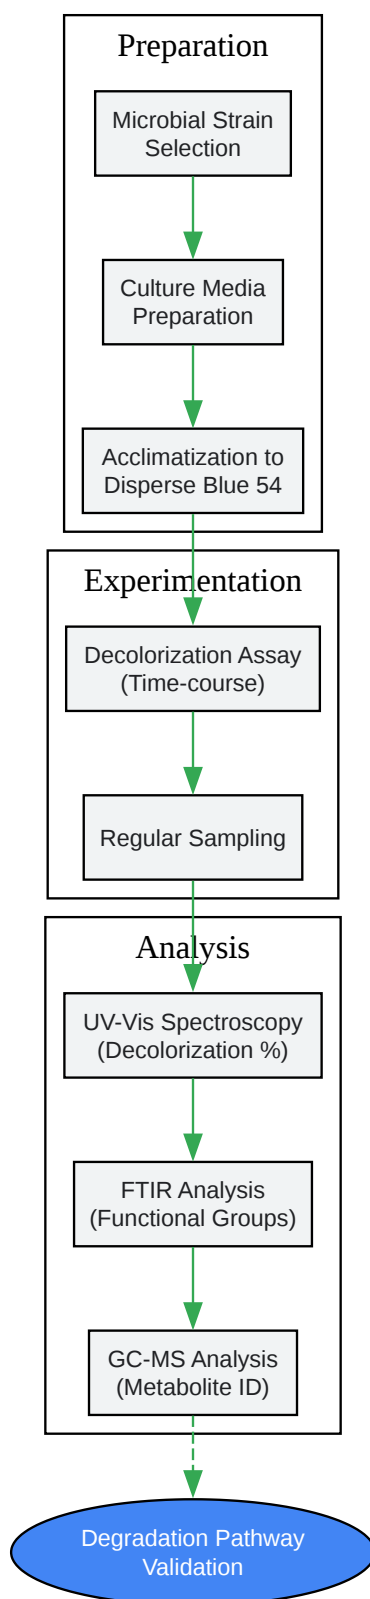 Preparation
Microbial Strain
Selection
Culture Media
Preparation
Acclimatization to
Disperse Blue 54
Experimentation
Decolorization Assay
(Time-course)
Regular Sampling
Analysis
UV-Vis Spectroscopy
(Decolorization %)
FTIR Analysis
(Functional Groups)
GC-MS Analysis
(Metabolite ID)
Degradation Pathway
Validation